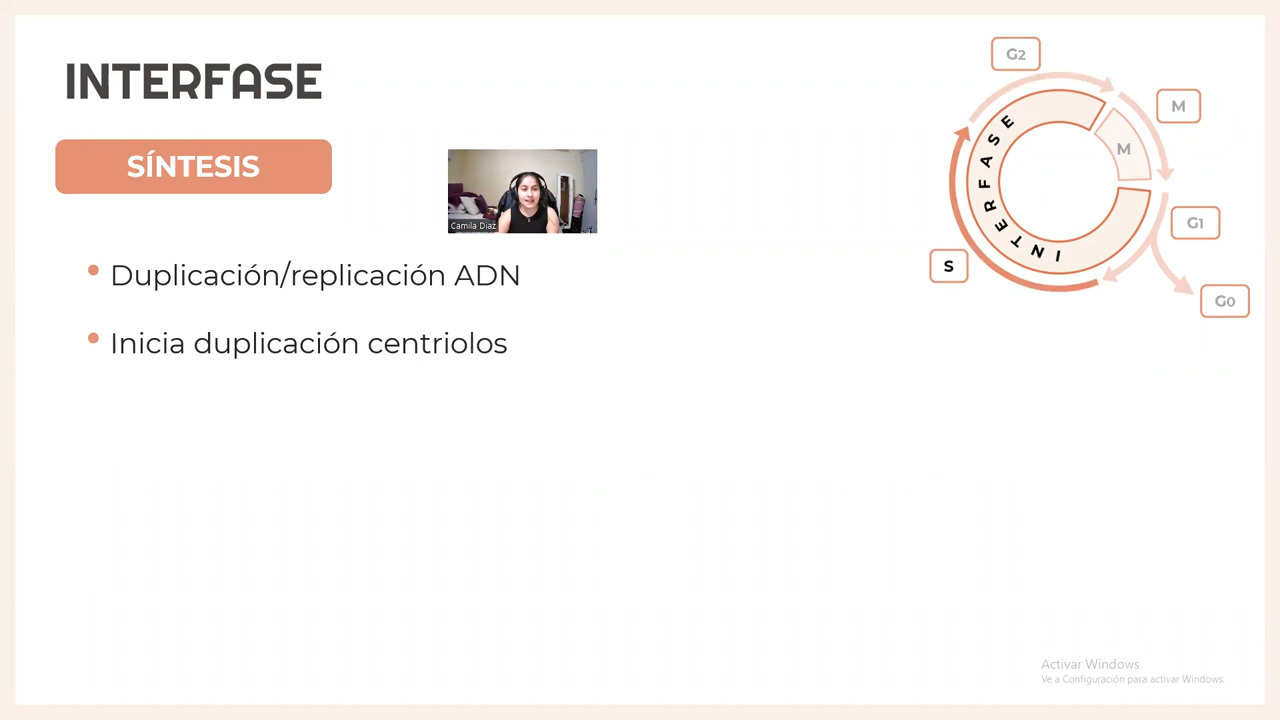 INTERFASE
SÍNTESIS
Camila Diaz
• Duplicación/replicación ADN
• Inicia duplicación centriolos
G2
M
M
INTERFASE
G1
S
G0
Activar Windows
Ve a Configuración para activar Windows.